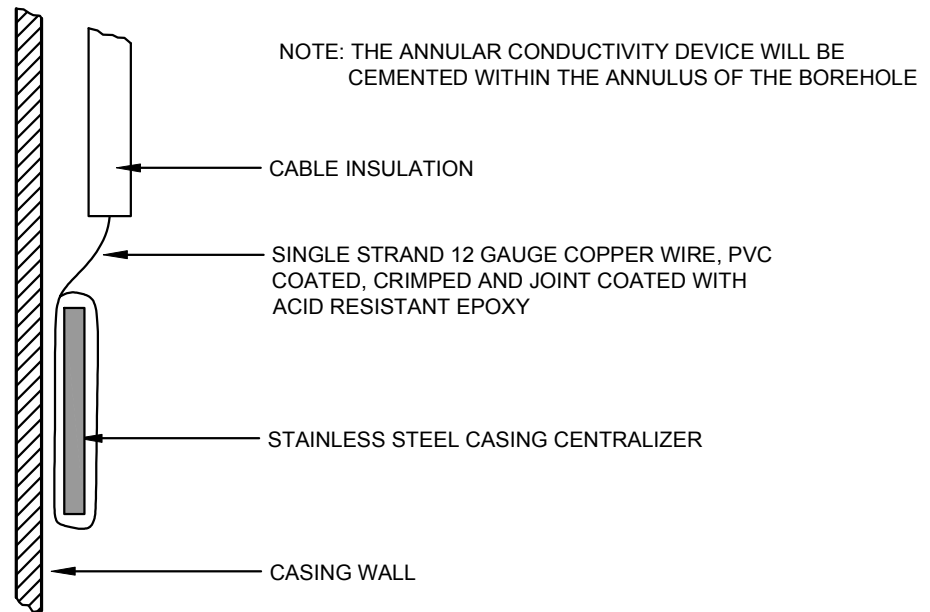 NOTE: THE ANNULAR CONDUCTIVITY DEVICE WILL BE
CEMENTED WITHIN THE ANNULUS OF THE BOREHOLE
CABLE INSULATION
SINGLE STRAND 12 GAUGE COPPER WIRE, PVC
COATED, CRIMPED AND JOINT COATED WITH
ACID RESISTANT EPOXY
STAINLESS STEEL CASING CENTRALIZER
CASING WALL